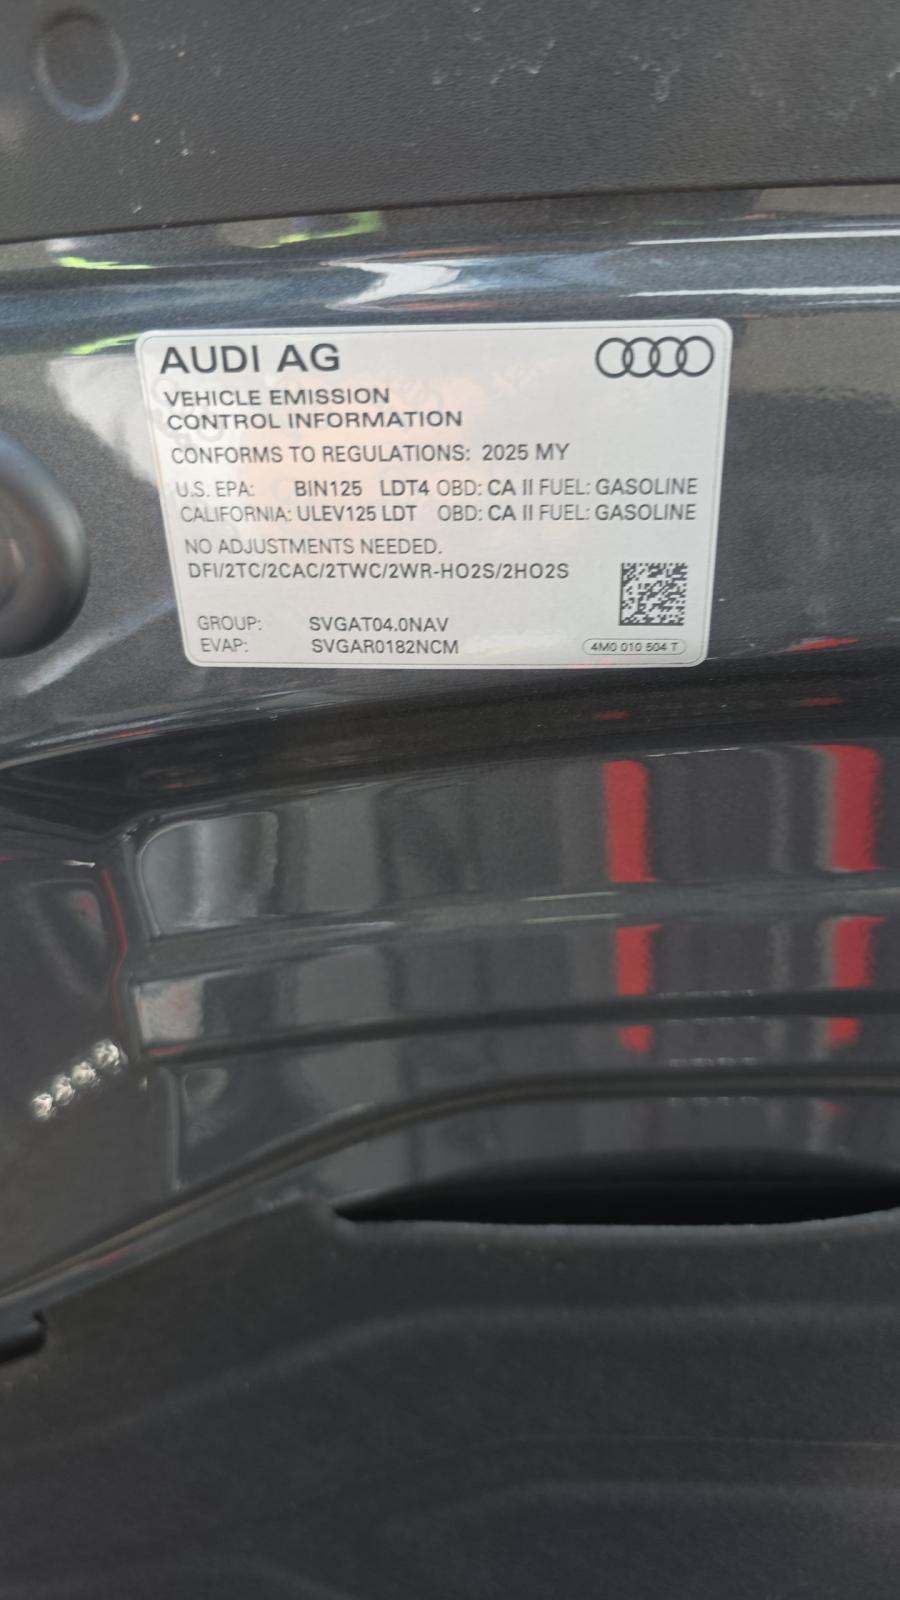 AUDI AG
VEHICLE EMISSION
CONTROL INFORMATION
CONFORMS TO REGULATIONS: 2025 MY
U.S. EPA: BIN125 LDT4 OBD: CA II FUEL: GASOLINE
CALIFORNIA: ULEV125 LDT OBD: CA II FUEL: GASOLINE
NO ADJUSTMENTS NEEDED.
DFI/2TC/2CAC/2TWC/2WR-HO2S/2HO2S
GROUP: SVGAT04.0NAV
EVAP: SVGAR0182NCM
4M0 010 504 T